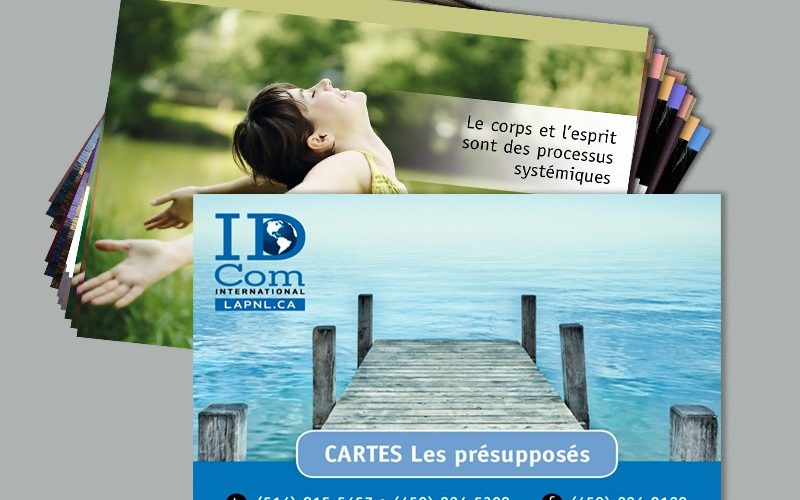 Le corps et l'esprit
sont des processus
systémiques
ID
Com
INTERNATIONAL
LAPNL.CA
CARTES Les présupposés